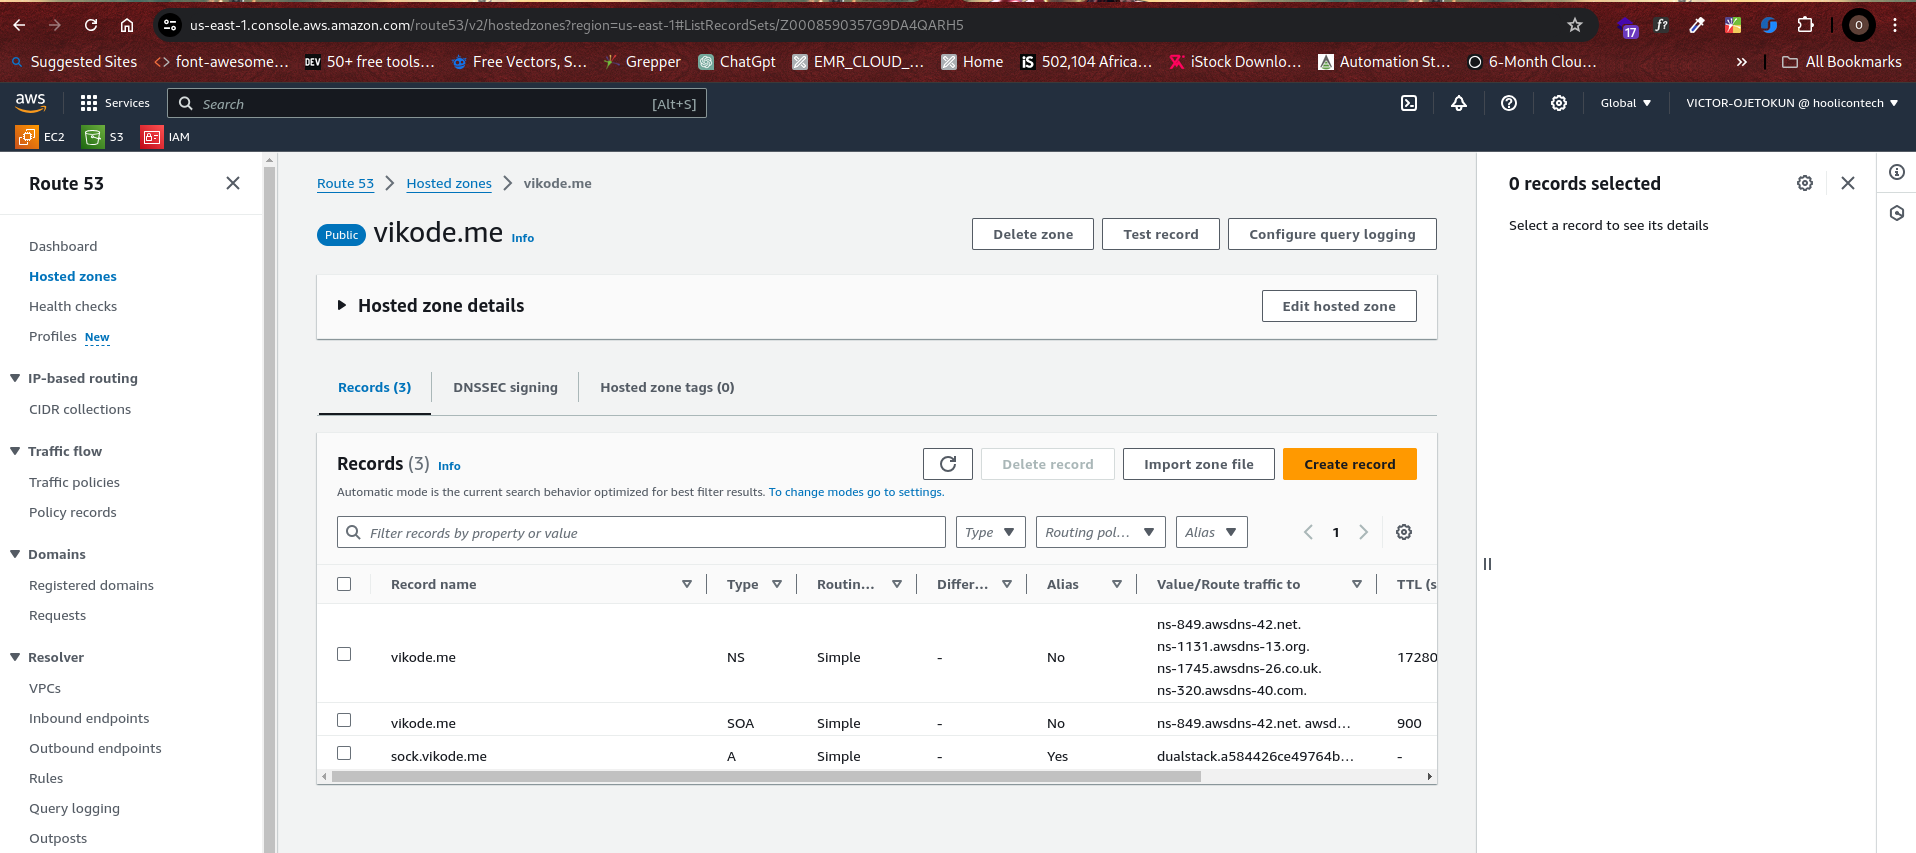 us-east-1.console.aws.amazon.com/route53/v2/hostedzones?region=us-east-1#ListRecordSets/Z0008590357G9DA4QARH5
17
f?
O
Suggested Sites
<> font-awesome...
DEV 50+ free tools...
Free Vectors, S...
Grepper
ChatGpt
EMR_CLOUD_...
Home
iS 502,104 Africa...
iStock Downlo...
Automation St...
6-Month Clou...
»
All Bookmarks
aws
Services
Search [Alt+S]
Global
VICTOR-OJETOKUN @ hoolicontech
EC2
S3
IAM
Route 53
Dashboard
Hosted zones
Health checks
Profiles New
IP-based routing
CIDR collections
Traffic flow
Traffic policies
Policy records
Domains
Registered domains
Requests
Resolver
VPCs
Inbound endpoints
Outbound endpoints
Rules
Query logging
Outposts
Route 53 > Hosted zones > vikode.me
Public vikode.me Info
Delete zone
Test record
Configure query logging
Hosted zone details
Edit hosted zone
Records (3)
DNSSEC signing
Hosted zone tags (0)
Records (3) Info
Delete record
Import zone file
Create record
Automatic mode is the current search behavior optimized for best filter results. To change modes go to settings.
Filter records by property or value
Type
Routing pol...
Alias
1
Record name Type Routin... Differ... Alias Value/Route traffic to TTL (s
vikode.me NS Simple - No ns-849.awsdns-42.net.
ns-1131.awsdns-13.org.
ns-1745.awsdns-26.co.uk.
ns-320.awsdns-40.com.
17280
vikode.me SOA Simple - No ns-849.awsdns-42.net. awsd... 900
sock.vikode.me A Simple - Yes dualstack.a584426ce49764b... -
0 records selected
Select a record to see its details